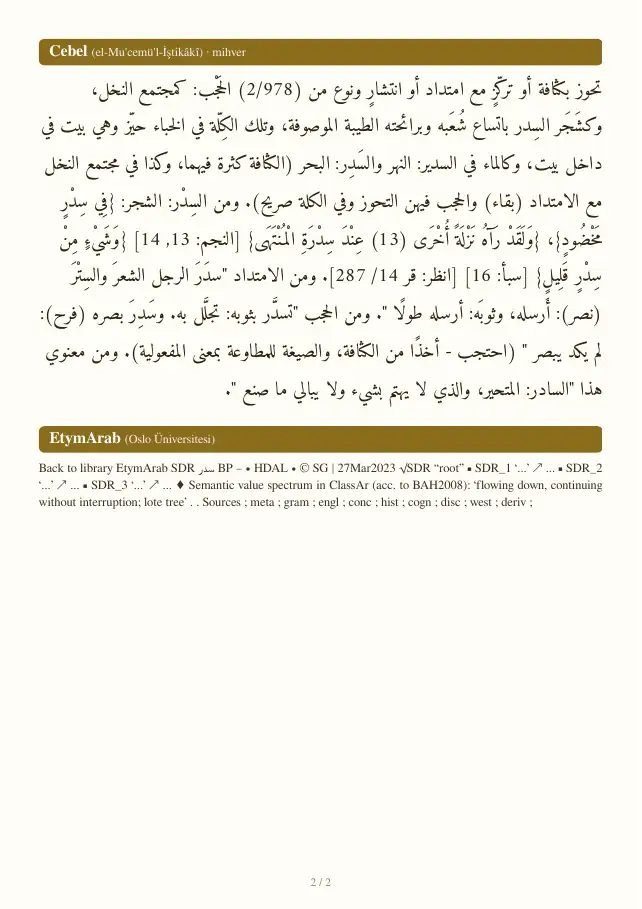 Cebel (el-Mu'cemü'l-İştikâkî) · mihver
تحوز بكثافة أو تركّزٍ مع امتداد أو انتشارٍ ونوع من (2/978) الحَجْب: كمجتمع النخل،
وكشَجَر السِدر باتساع شُعَبه وبرائحته الطيبة الموصوفة، وتلك الكِلّة في الخباء حيّز وهي بيت في
داخل بيت، وكالماء في السدير: النهر والسَدِر: البحر (الكثافة كثرة فيهما، وكذا في مجتمع النخل
مع الامتداد (بقاء) والحجب فيهن التحوز وفي الكلة صريح). ومن السِدْر: الشجر: {فِي سِدْرٍ
مَخْضُودٍ}، {وَلَقَدْ رَآهُ نَزْلَةً أُخْرَى (13) عِنْدَ سِدْرَةِ الْمُنْتَهَى} [النجم: 13, 14] {وَشَيْءٍ مِنْ
سِدْرٍ قَلِيلٍ} [سبأ: 16] [انظر: قر 14/ 287]. ومن الامتداد "سدَرَ الرجل الشعرَ والسِتْرَ
(نصر): أرسله، وثوبَه: أرسله طولًا ". ومن الحجب "تسدَّر بثوبه: تجلَّل به. وسَدِرَ بصره (فرح):
لم يكد يبصر " (احتجب - أخذًا من الكثافة، والصيغة للمطاوعة بمعنى المفعولية). ومن معنوي
هذا "السادر: المتحير، والذي لا يهتم بشيء ولا يبالي ما صنع ".
EtymArab (Oslo Üniversitesi)
Back to library EtymArab SDR سدر BP – • HDAL • © SG | 27Mar2023 √SDR “root” ▪ SDR_1 ‘...’ ↗ ... ▪ SDR_2
‘...’ ↗ ... ▪ SDR_3 ‘...’ ↗ ... ♦ Semantic value spectrum in ClassAr (acc. to BAH2008): ‘flowing down, continuing
without interruption; lote tree’ . . Sources ; meta ; gram ; engl ; conc ; hist ; cogn ; disc ; west ; deriv ;
2 / 2